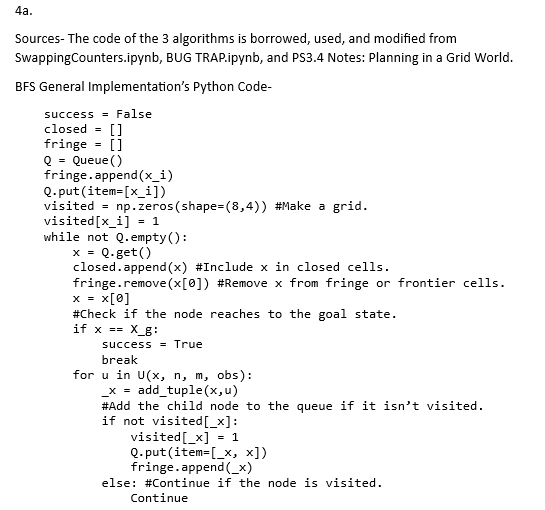 4a.
Sources- The code of the 3 algorithms is borrowed, used, and modified from
SwappingCounters.ipynb, BUG TRAP.ipynb, and PS3.4 Notes: Planning in a Grid World.
BFS General Implementation's Python Code-
success = False
closed = []
fringe = []
Q = Queue()
fringe.append(x_i)
Q.put(item=[x_i])
visited = np.zeros(shape=(8,4)) #Make a grid.
visited[x_i] = 1
while not Q.empty():
x = Q.get()
closed.append(x) #Include x in closed cells.
fringe.remove(x[0]) #Remove x from fringe or frontier cells.
x = x[0]
#Check if the node reaches to the goal state.
if x == X_g:
success = True
break
for u in U(x, n, m, obs):
_x = add_tuple(x,u)
#Add the child node to the queue if it isn't visited.
if not visited[_x]:
visited[_x] = 1
Q.put(item=[_x, x])
fringe.append(_x)
else: #Continue if the node is visited.
Continue